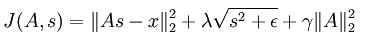 J(A, s) = ‖As − x‖₂² + λ√(s² + ϵ) + γ‖A‖₂²